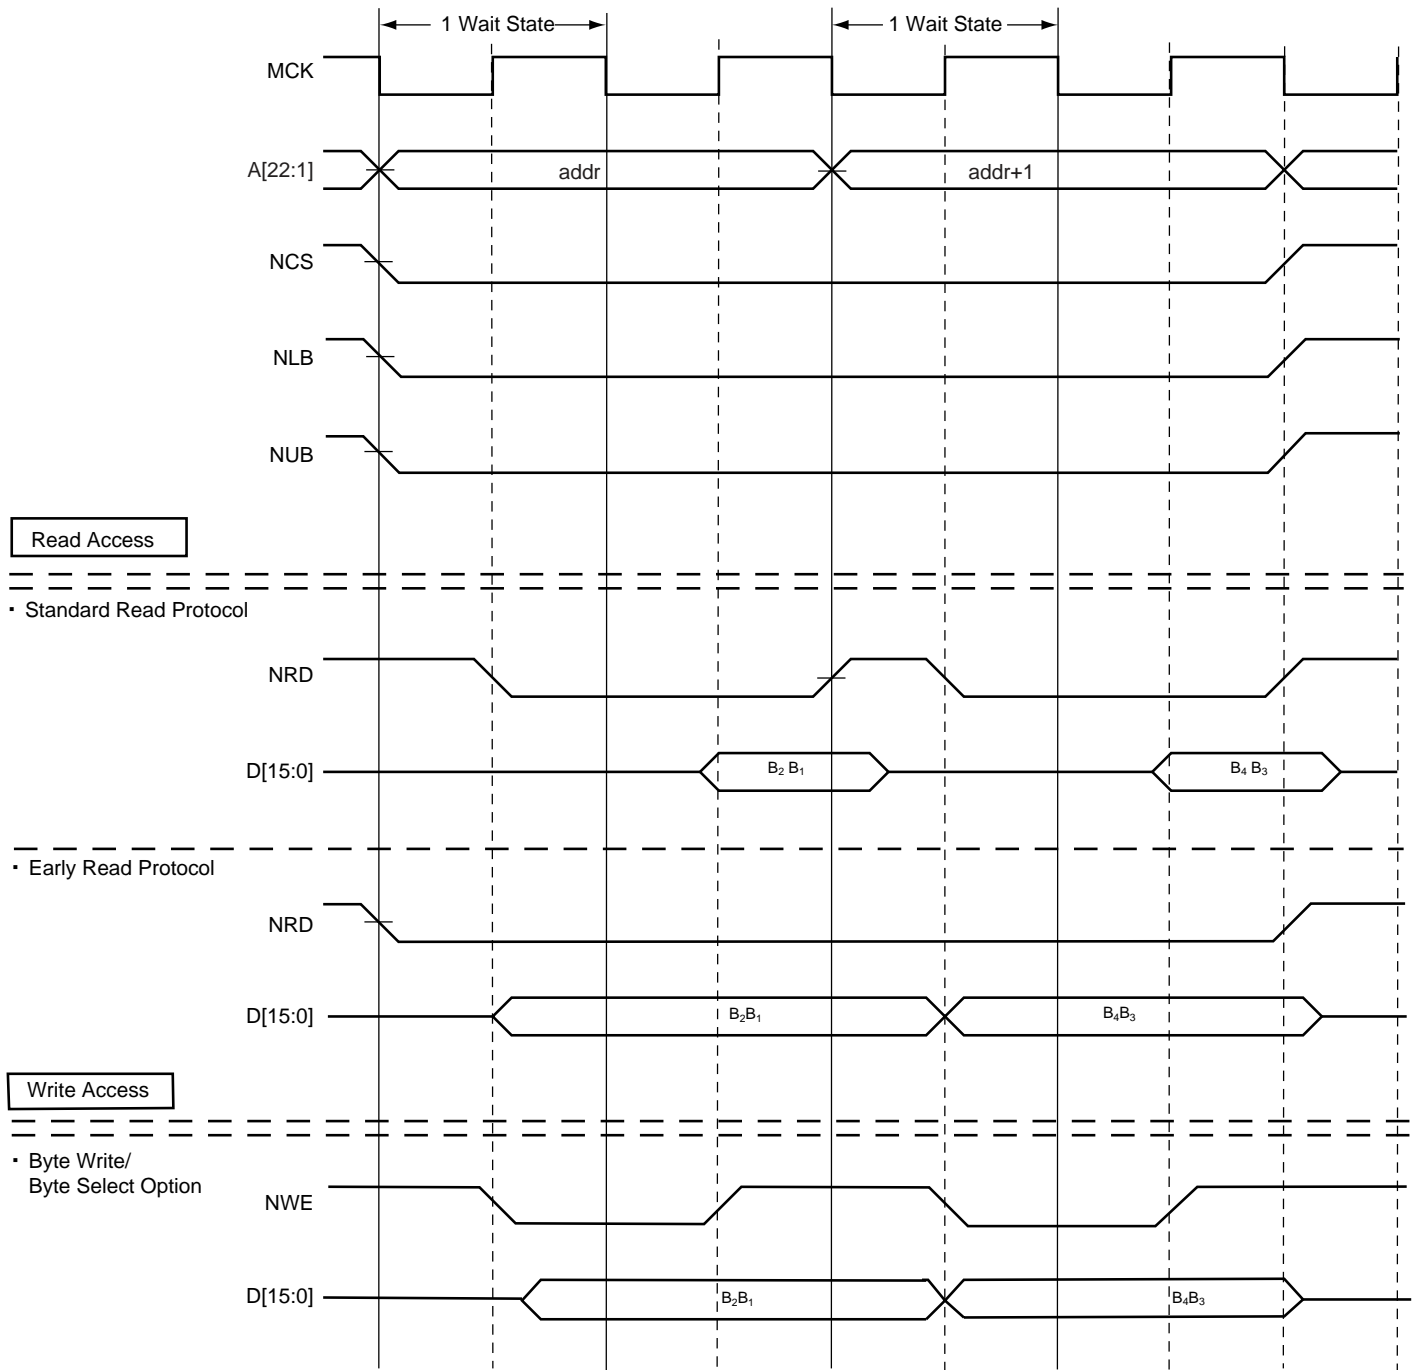 1 Wait State 1 Wait State
MCK
A[22:1] addr addr+1
NCS
NLB
NUB
Read Access
· Standard Read Protocol
NRD
D[15:0] B₂ B₁ B₄ B₃
· Early Read Protocol
NRD
D[15:0] B₂B₁ B₄B₃
Write Access
· Byte Write/
Byte Select Option
NWE
D[15:0] B₂B₁ B₄B₃